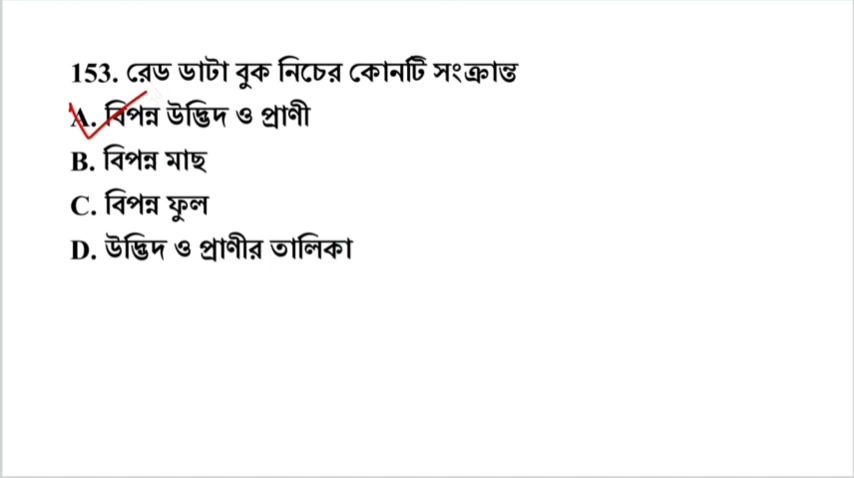 153. রেড ডাটা বুক নিচের কোনটি সংক্রান্ত
A. বিপন্ন উদ্ভিদ ও প্রাণী
B. বিপন্ন মাছ
C. বিপন্ন ফুল
D. উদ্ভিদ ও প্রাণীর তালিকা